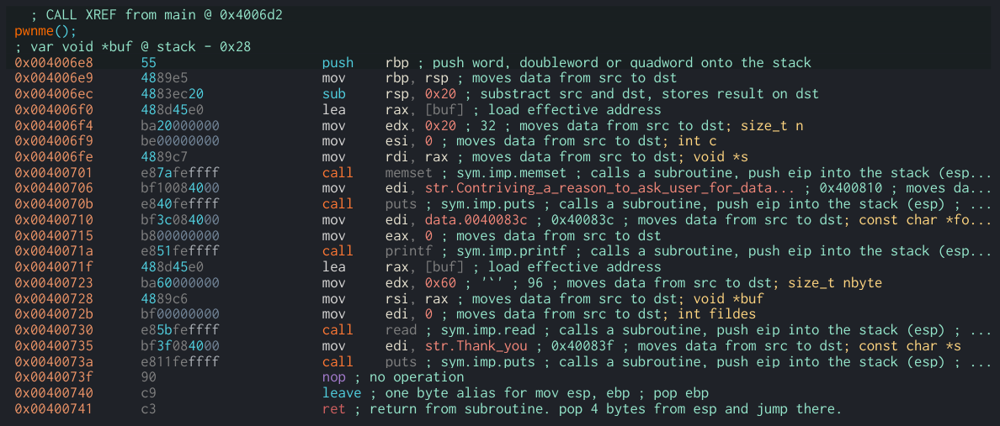 ; CALL XREF from main @ 0x4006d2
pwnme();
; var void *buf @ stack - 0x28
0x004006e8 55 push rbp ; push word, doubleword or quadword onto the stack
0x004006e9 4889e5 mov rbp, rsp ; moves data from src to dst
0x004006ec 4883ec20 sub rsp, 0x20 ; substract src and dst, stores result on dst
0x004006f0 488d45e0 lea rax, [buf] ; load effective address
0x004006f4 ba20000000 mov edx, 0x20 ; 32 ; moves data from src to dst; size_t n
0x004006f9 be00000000 mov esi, 0 ; moves data from src to dst; int c
0x004006fe 4889c7 mov rdi, rax ; moves data from src to dst; void *s
0x00400701 e87afeffff call memset ; sym.imp.memset ; calls a subroutine, push eip into the stack (esp...
0x00400706 bf10084000 mov edi, str.Contriving_a_reason_to_ask_user_for_data... ; 0x400810 ; moves da...
0x0040070b e840feffff call puts ; sym.imp.puts ; calls a subroutine, push eip into the stack (esp) ; ...
0x00400710 bf3c084000 mov edi, data.0040083c ; 0x40083c ; moves data from src to dst; const char *fo...
0x00400715 b800000000 mov eax, 0 ; moves data from src to dst
0x0040071a e851feffff call printf ; sym.imp.printf ; calls a subroutine, push eip into the stack (esp...
0x0040071f 488d45e0 lea rax, [buf] ; load effective address
0x00400723 ba60000000 mov edx, 0x60 ; '`' ; 96 ; moves data from src to dst; size_t nbyte
0x00400728 4889c6 mov rsi, rax ; moves data from src to dst; void *buf
0x0040072b bf00000000 mov edi, 0 ; moves data from src to dst; int fildes
0x00400730 e85bfeffff call read ; sym.imp.read ; calls a subroutine, push eip into the stack (esp) ; ...
0x00400735 bf3f084000 mov edi, str.Thank_you ; 0x40083f ; moves data from src to dst; const char *s
0x0040073a e811feffff call puts ; sym.imp.puts ; calls a subroutine, push eip into the stack (esp) ; ...
0x0040073f 90 nop ; no operation
0x00400740 c9 leave ; one byte alias for mov esp, ebp ; pop ebp
0x00400741 c3 ret ; return from subroutine. pop 4 bytes from esp and jump there.